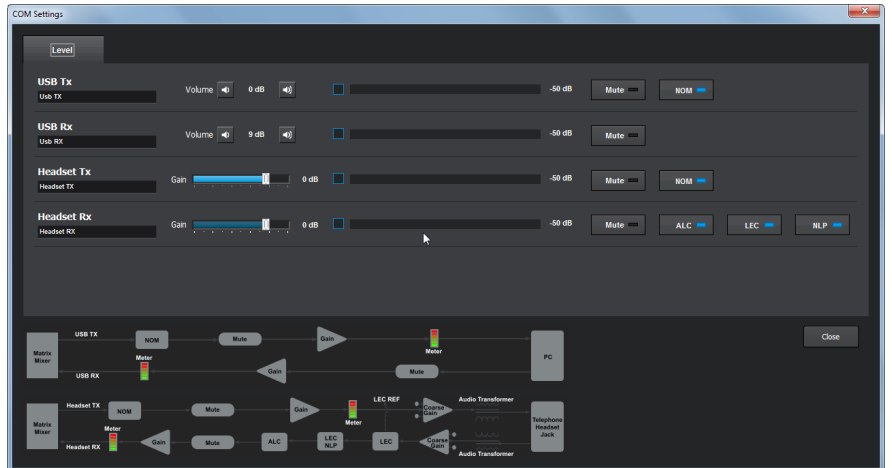 COM Settings
Level
USB Tx
Usb TX
Volume 0 dB -50 dB Mute NOM
USB Rx
Usb RX
Volume 9 dB -50 dB Mute
Headset Tx
Headset TX
Gain 0 dB -50 dB Mute NOM
Headset Rx
Headset RX
Gain 0 dB -50 dB Mute ALC LEC NLP
Close
USB TX
Matrix
Mixer
NOM
Mute
Gain
Meter
PC
USB RX
Meter
Gain
Mute
Headset TX
Matrix
Mixer
NOM
Mute
Gain
Meter
LEC REF
Coarse
Gain
Audio Transformer
Telephone
Headset
Jack
Headset RX
Meter
Gain
Mute
ALC
LEC
NLP
LEC
Coarse
Gain
Audio Transformer